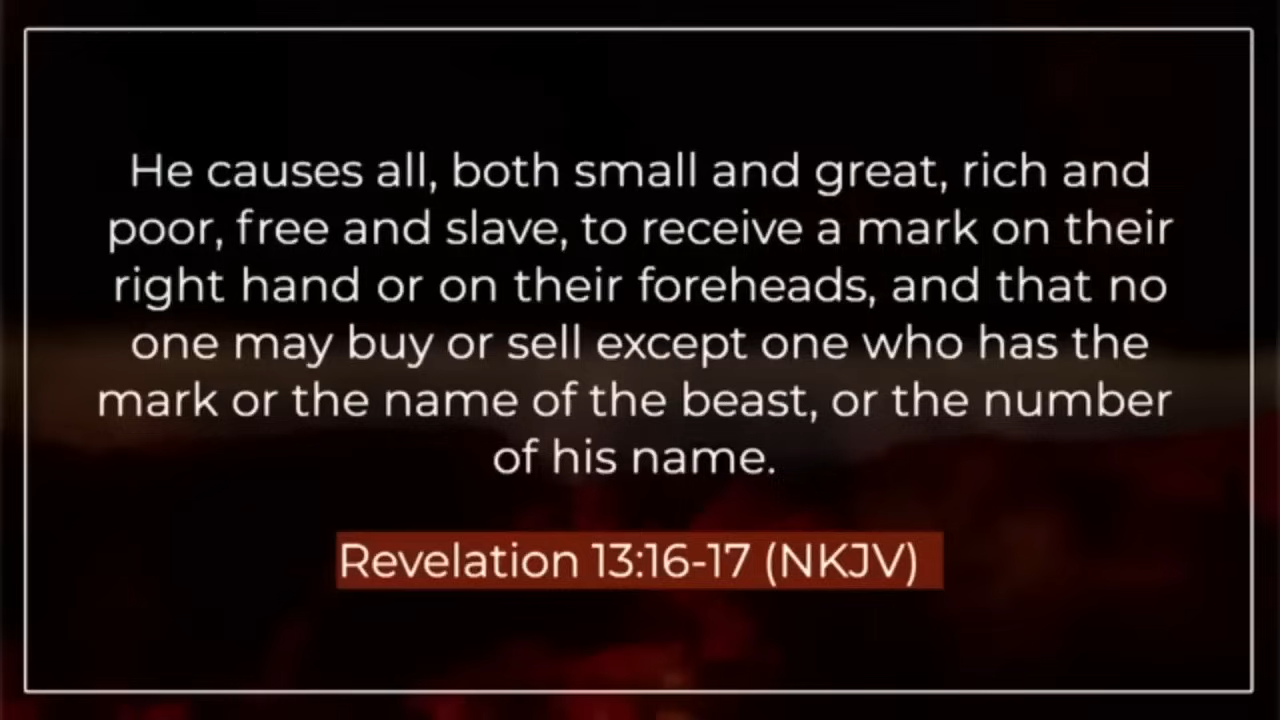 He causes all, both small and great, rich and
poor, free and slave, to receive a mark on their
right hand or on their foreheads, and that no
one may buy or sell except one who has the
mark or the name of the beast, or the number
of his name.
Revelation 13:16-17 (NKJV)